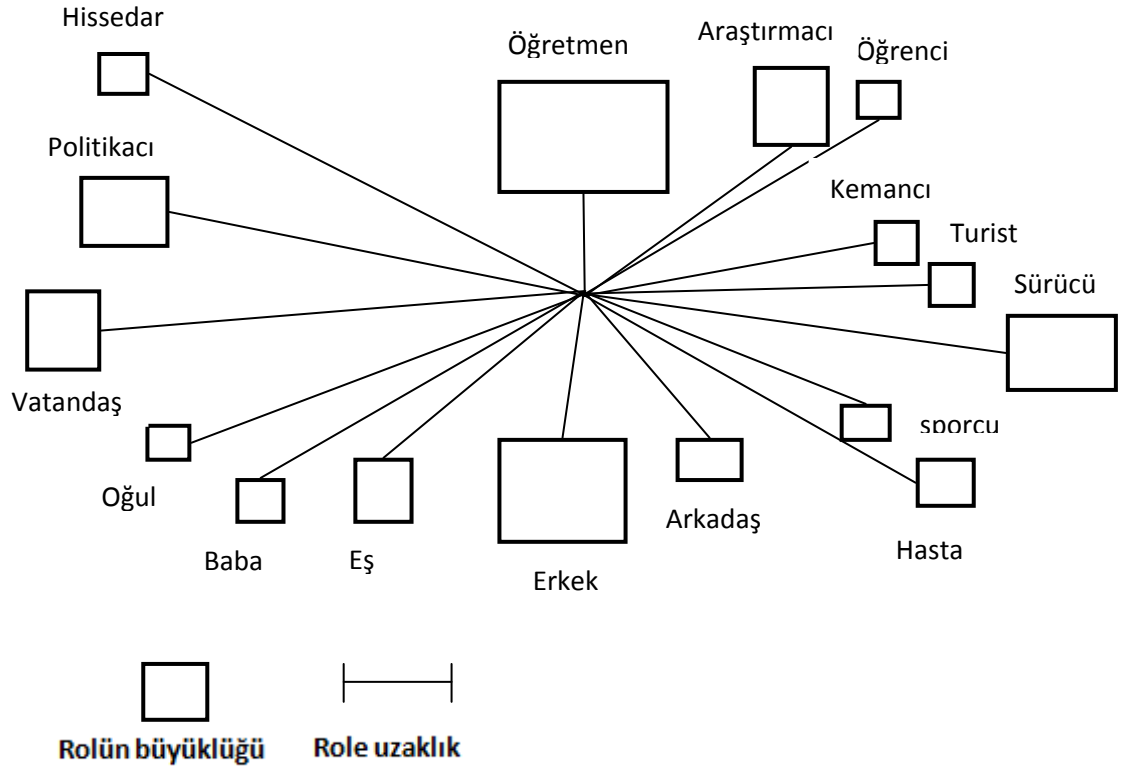 Hissedar
Öğretmen
Araştırmacı
Öğrenci
Politikacı
Kemancı
Turist
Sürücü
Vatandaş
sporcu
Oğul
Arkadaş
Baba
Eş
Hasta
Erkek
Rolün büyüklüğü
Role uzaklık